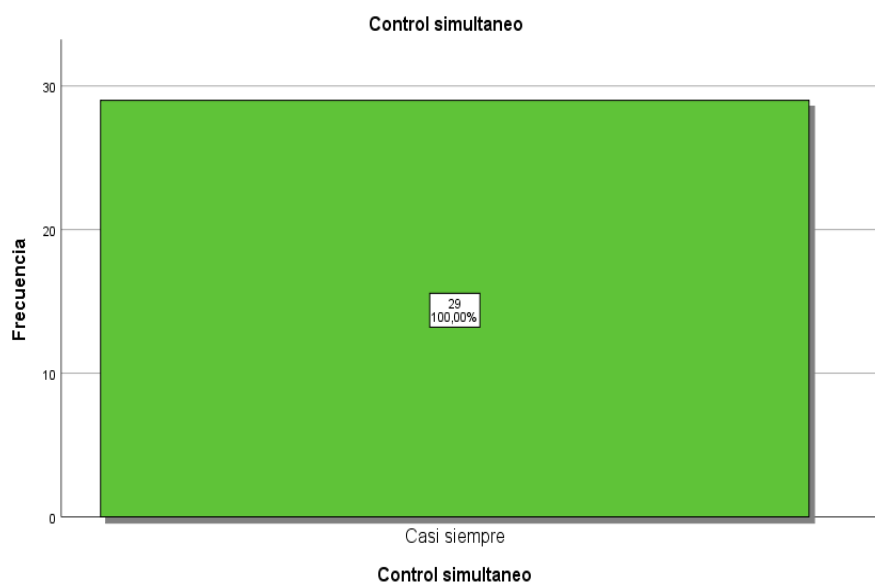 Control simultaneo
30
20
10
0
Frecuencia
29
100,00%
Casi siempre
Control simultaneo